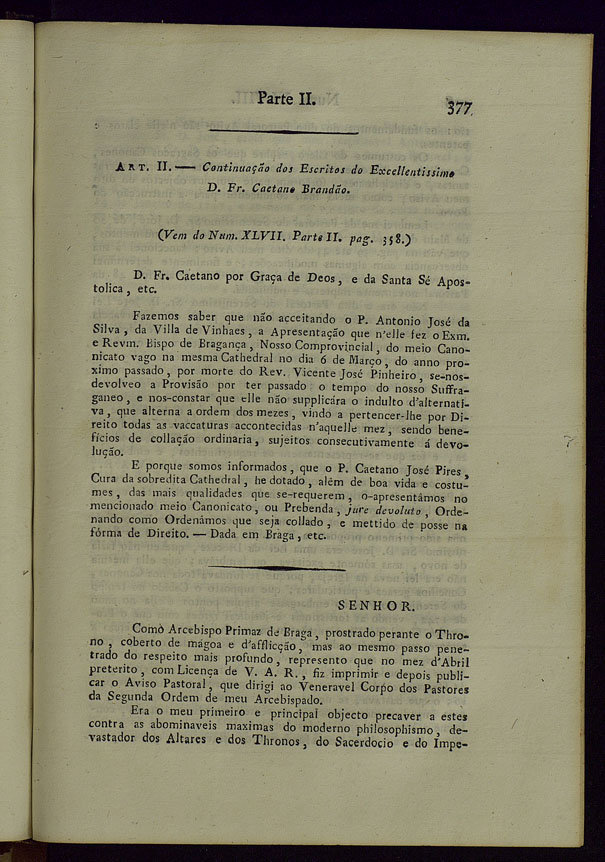 Parte II.
377
ART. II. — Continuação dos Escritos do Excellentissimo
D. Fr. Caetano Brandão.
(Vem do Num. XLVII. Parte II. pag. 358.)
D. Fr. Caetano por Graça de Deos, e da Santa Sé Apos-
tolica, etc.
Fazemos saber que não acceitando o P. Antonio José da
Silva, da Villa de Vinhaes, a Apresentação que n'elle fez o Exm.
e Revm. Bispo de Bragança, Nosso Comprovincial, do meio Cano-
nicato vago na mesma Cathedral no dia 6 de Março, do anno pro-
ximo passado, por morte do Rev. Vicente José Pinheiro, se-nos-
devolveo a Provisão por ter passado o tempo do nosso Suffra-
ganeo, e nos-constar que elle não supplicára o indulto d'alternati-
va, que alterna a ordem dos mezes, vindo a pertencer-lhe por Di-
reito todas as vaccaturas accontecidas n'aquelle mez, sendo bene-
fícios de collação ordinaria, sujeitos consecutivamente á devo-
lução.
E porque somos informados, que o P. Caetano José Pires,
Cura da sobredita Cathedral, he dotado, além de boa vida e costu-
mes, das mais qualidades que se-requerem, o-apresentámos no
mencionado meio Canonicato, ou Prebenda, jure devoluto, Orde-
nando como Ordenámos que seja collado, e mettido de posse na
fórma de Direito. — Dada em Braga, etc.
SENHOR.
Como Arcebispo Primaz de Braga, prostrado perante o Thro-
no, coberto de mágoa e d'afflicção, mas ao mesmo passo pene-
trado do respeito mais profundo, represento que no mez d'Abril
preterito, com Licença de V. A. R., fiz imprimir e depois publi-
car o Aviso Pastoral, que dirigi ao Veneravel Corpo dos Pastores
da Segunda Ordem de meu Arcebispado.
Era o meu primeiro e principal objecto precaver a estes
contra as abominaveis maximas do moderno philosophismo, de-
vastador dos Altares e dos Thronos, do Sacerdocio e do Impe-